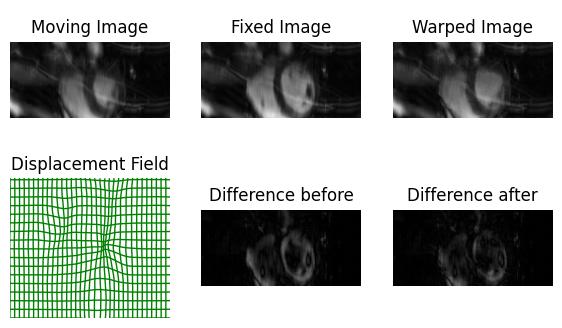 Moving Image
Fixed Image
Warped Image
Displacement Field
Difference before
Difference after